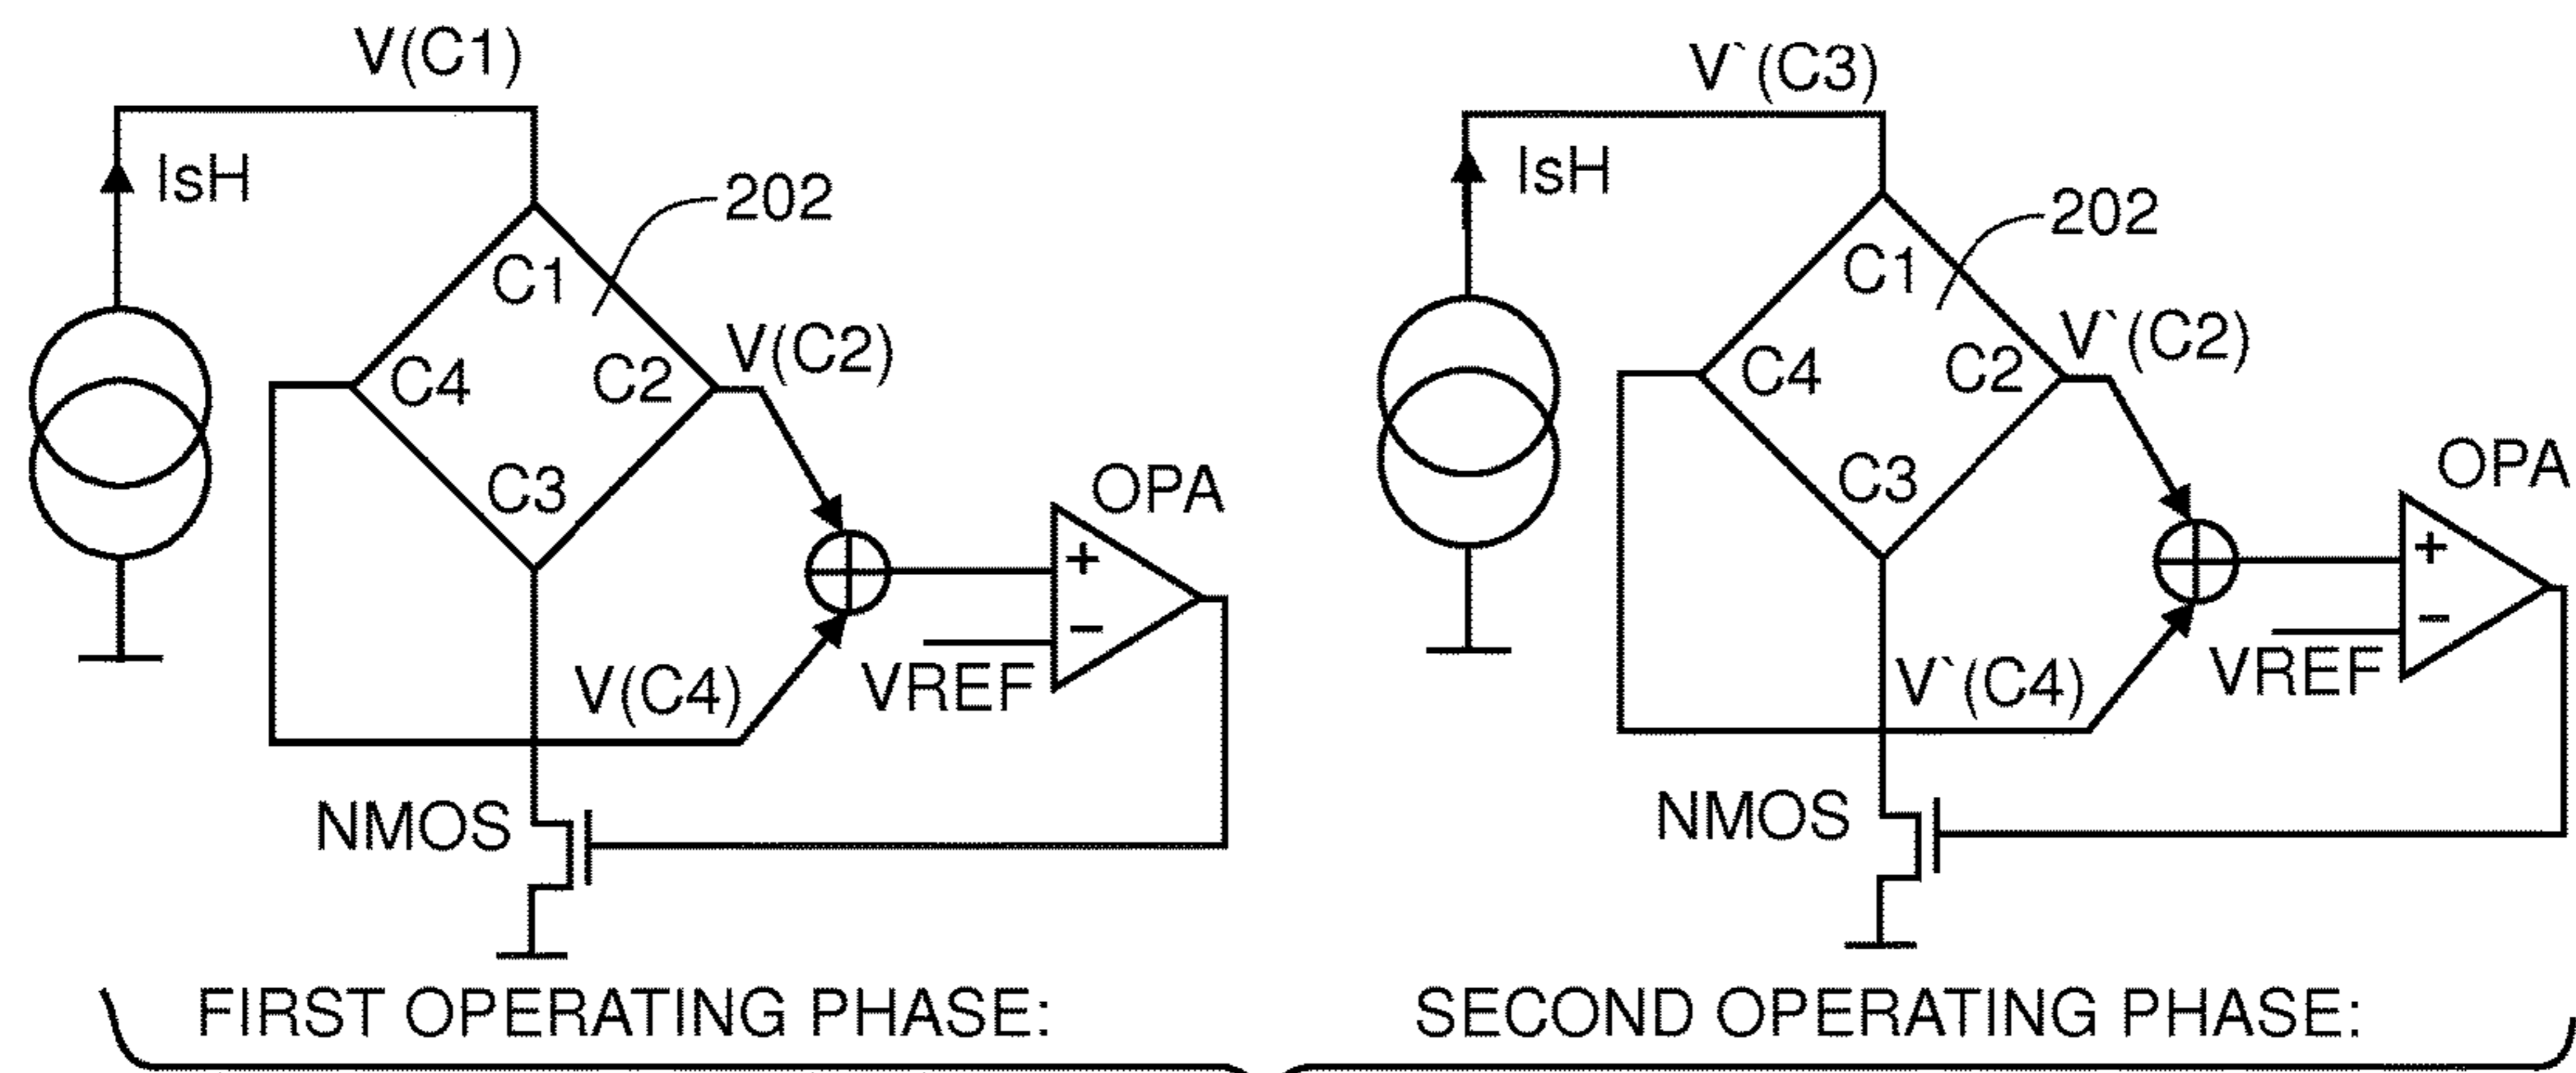 V(C1)
IsH
202
C1
V(C2)
C4
C2
C3
OPA
+
−
V(C4)
VREF
NMOS
FIRST OPERATING PHASE:
V`(C3)
IsH
202
C1
V`(C2)
C4
C2
C3
OPA
+
−
V`(C4)
VREF
NMOS
SECOND OPERATING PHASE: